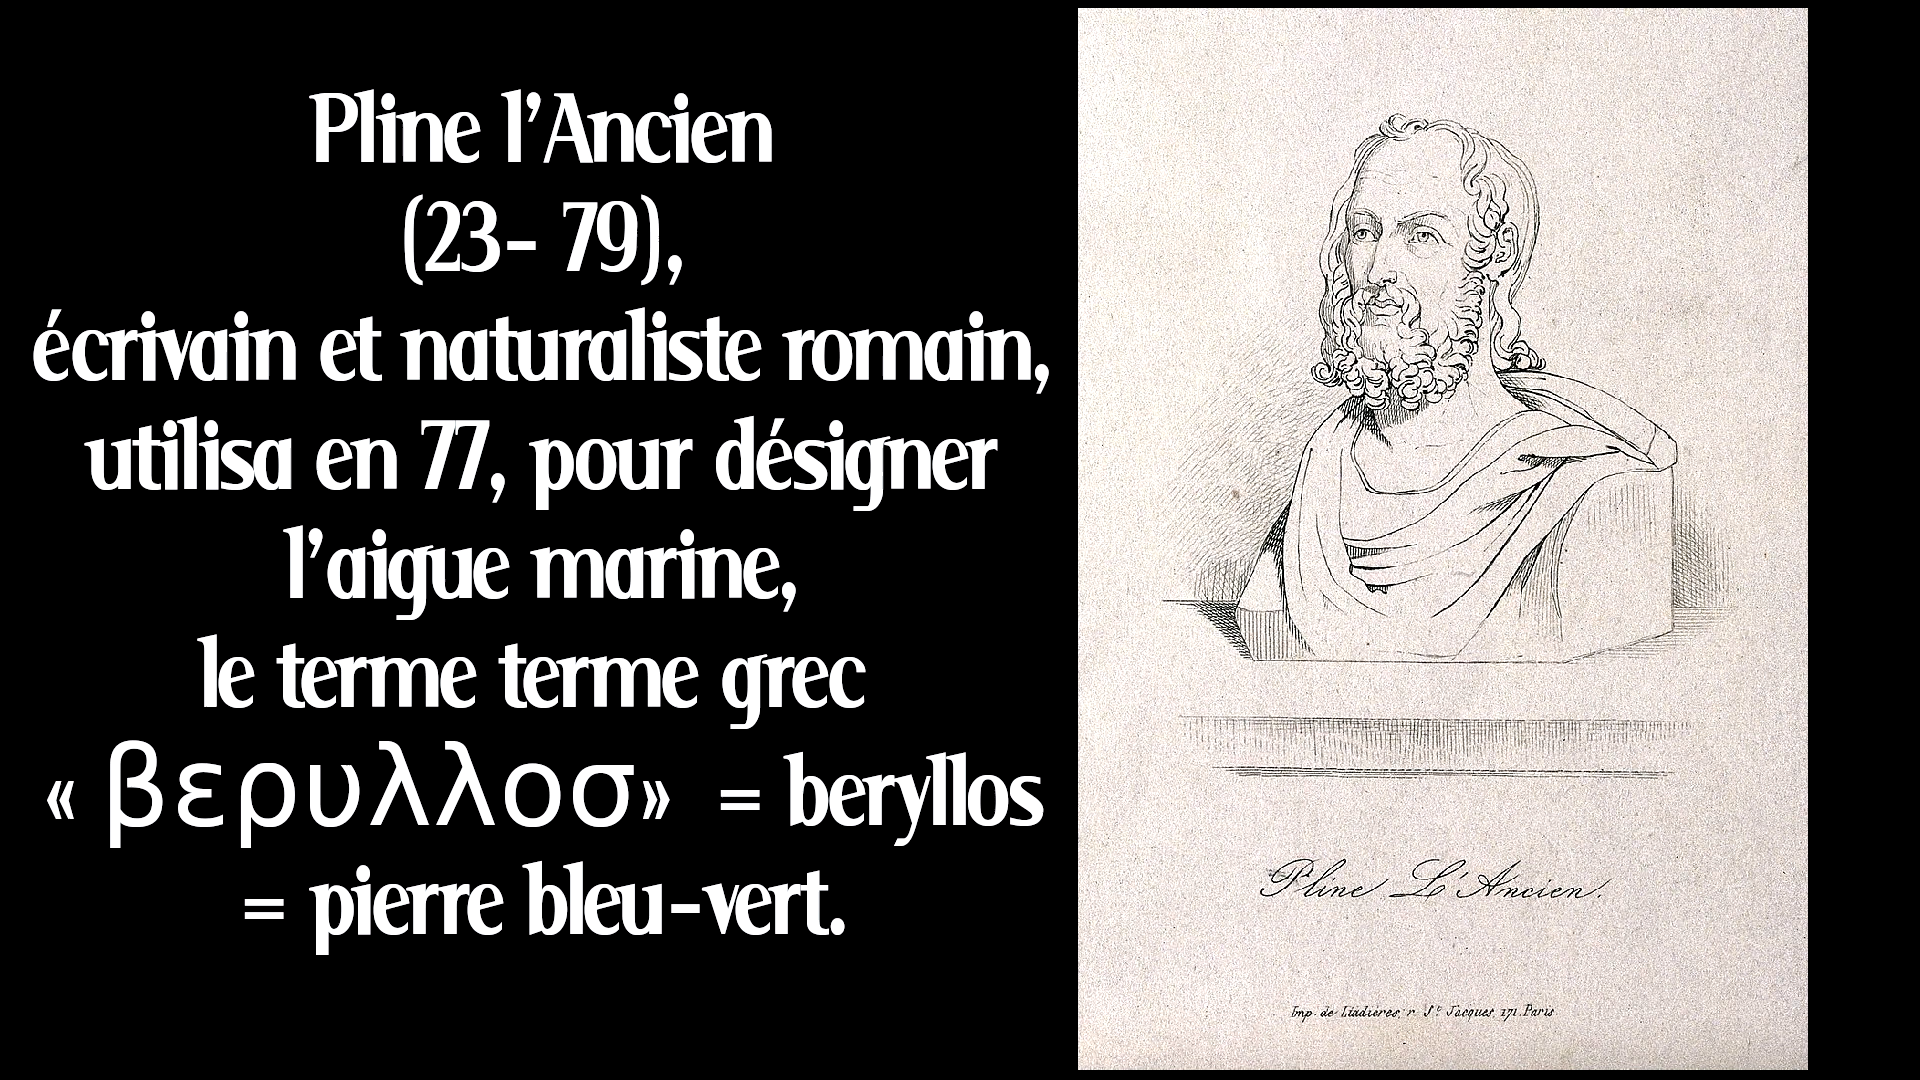 Pline l’Ancien
(23- 79),
écrivain et naturaliste romain,
utilisa en 77, pour désigner
l’aigue marine,
le terme terme grec
« βερυλλοσ» = beryllos
= pierre bleu-vert.
Pline L'Ancien.
Imp. de Liadières, r. St. Jacques, 171. Paris